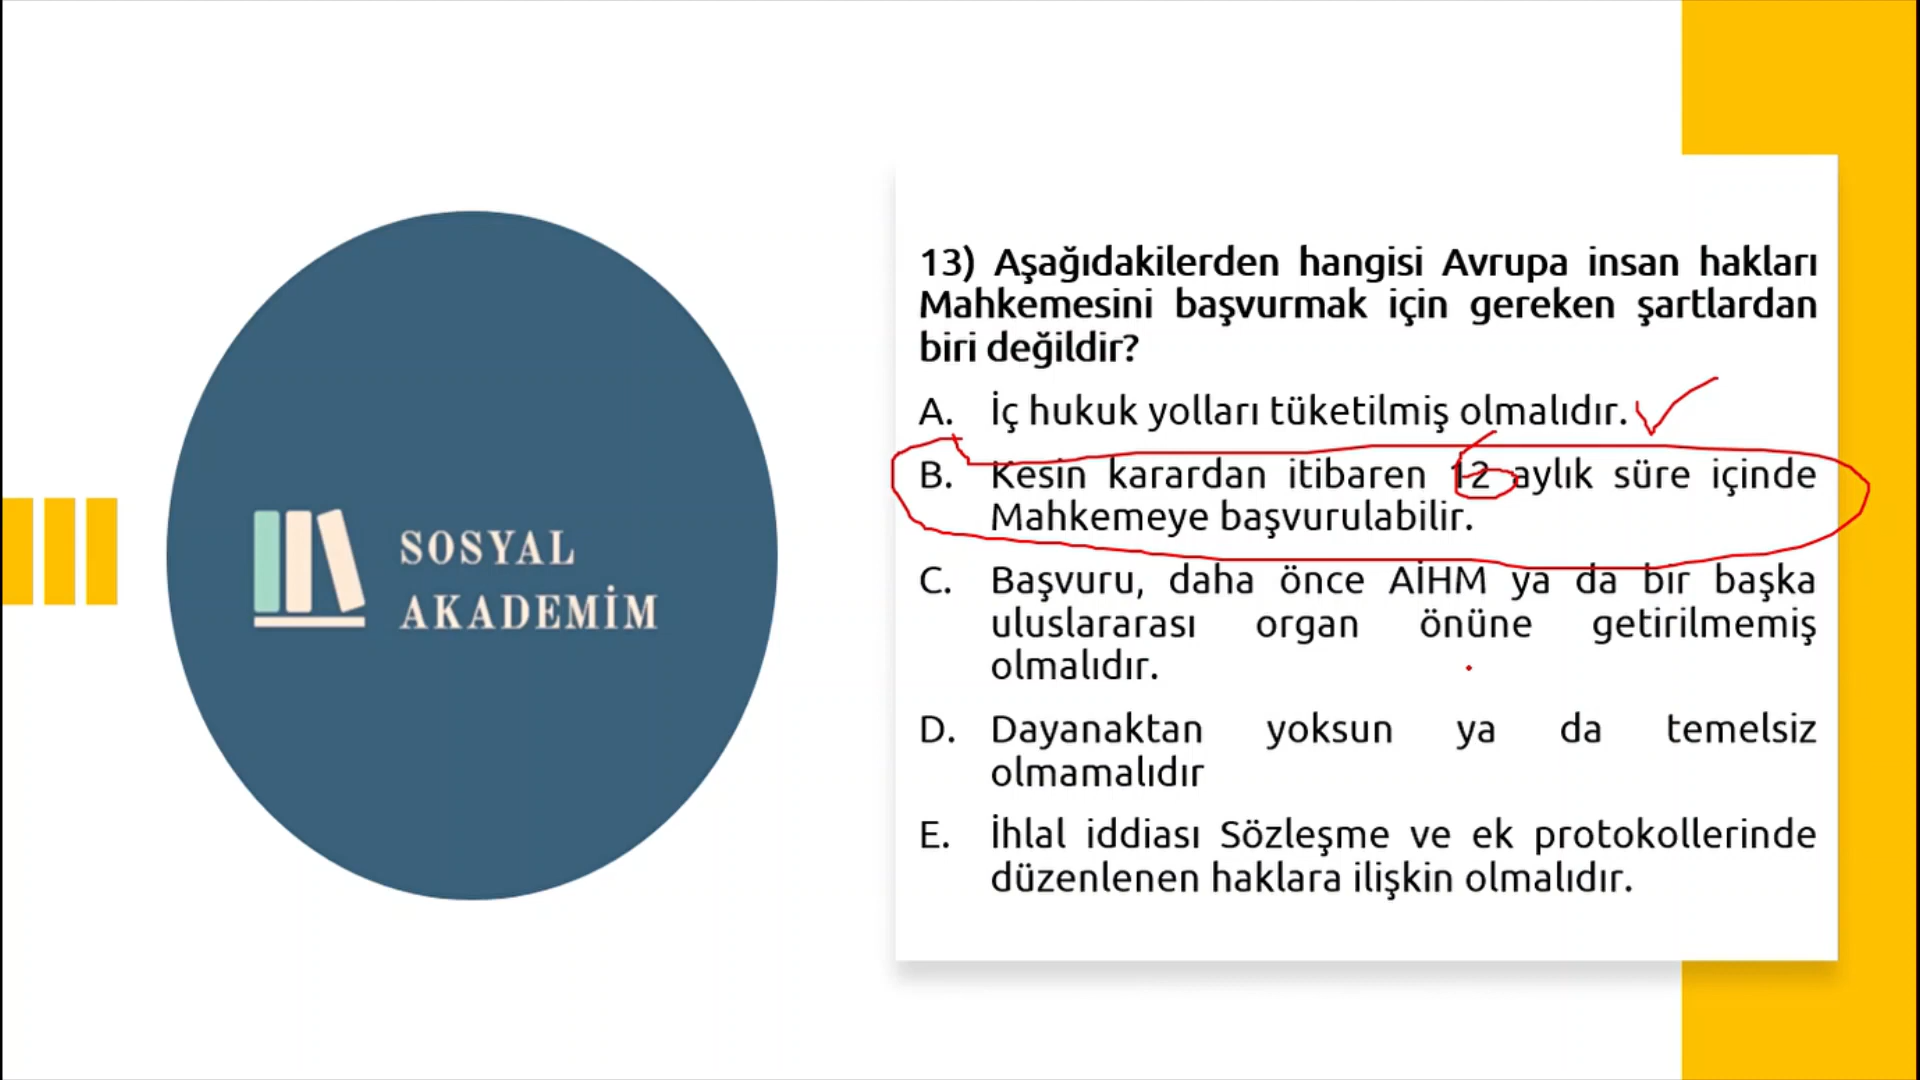 SOSYAL
AKADEMİM
13) Aşağıdakilerden hangisi Avrupa insan hakları
Mahkemesini başvurmak için gereken şartlardan
biri değildir?
A. İç hukuk yolları tüketilmiş olmalıdır.
B. Kesin karardan itibaren 12 aylık süre içinde
Mahkemeye başvurulabilir.
C. Başvuru, daha önce AİHM ya da bir başka
uluslararası organ önüne getirilmemiş
olmalıdır.
D. Dayanaktan yoksun ya da temelsiz
olmamalıdır
E. İhlal iddiası Sözleşme ve ek protokollerinde
düzenlenen haklara ilişkin olmalıdır.